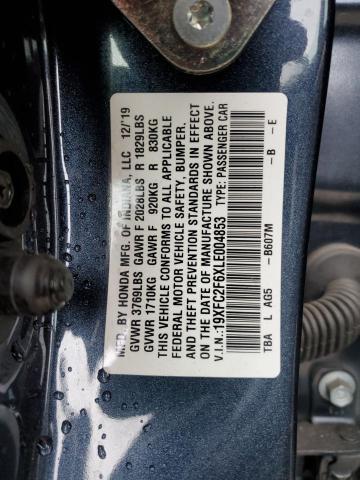 MFD. BY HONDA MFG. OF INDIANA, LLC 12/'19
GVWR 3769LBS GAWR F 2028LBS R 1829LBS
GVWR 1710KG GAWR F 920KG R 830KG
THIS VEHICLE CONFORMS TO ALL APPLICABLE
FEDERAL MOTOR VEHICLE SAFETY, BUMPER,
AND THEFT PREVENTION STANDARDS IN EFFECT
ON THE DATE OF MANUFACTURE SHOWN ABOVE.
V.I.N.:19XFC2F6XLE004853 TYPE: PASSENGER CAR
TBA L AG5 -B607M -B -E